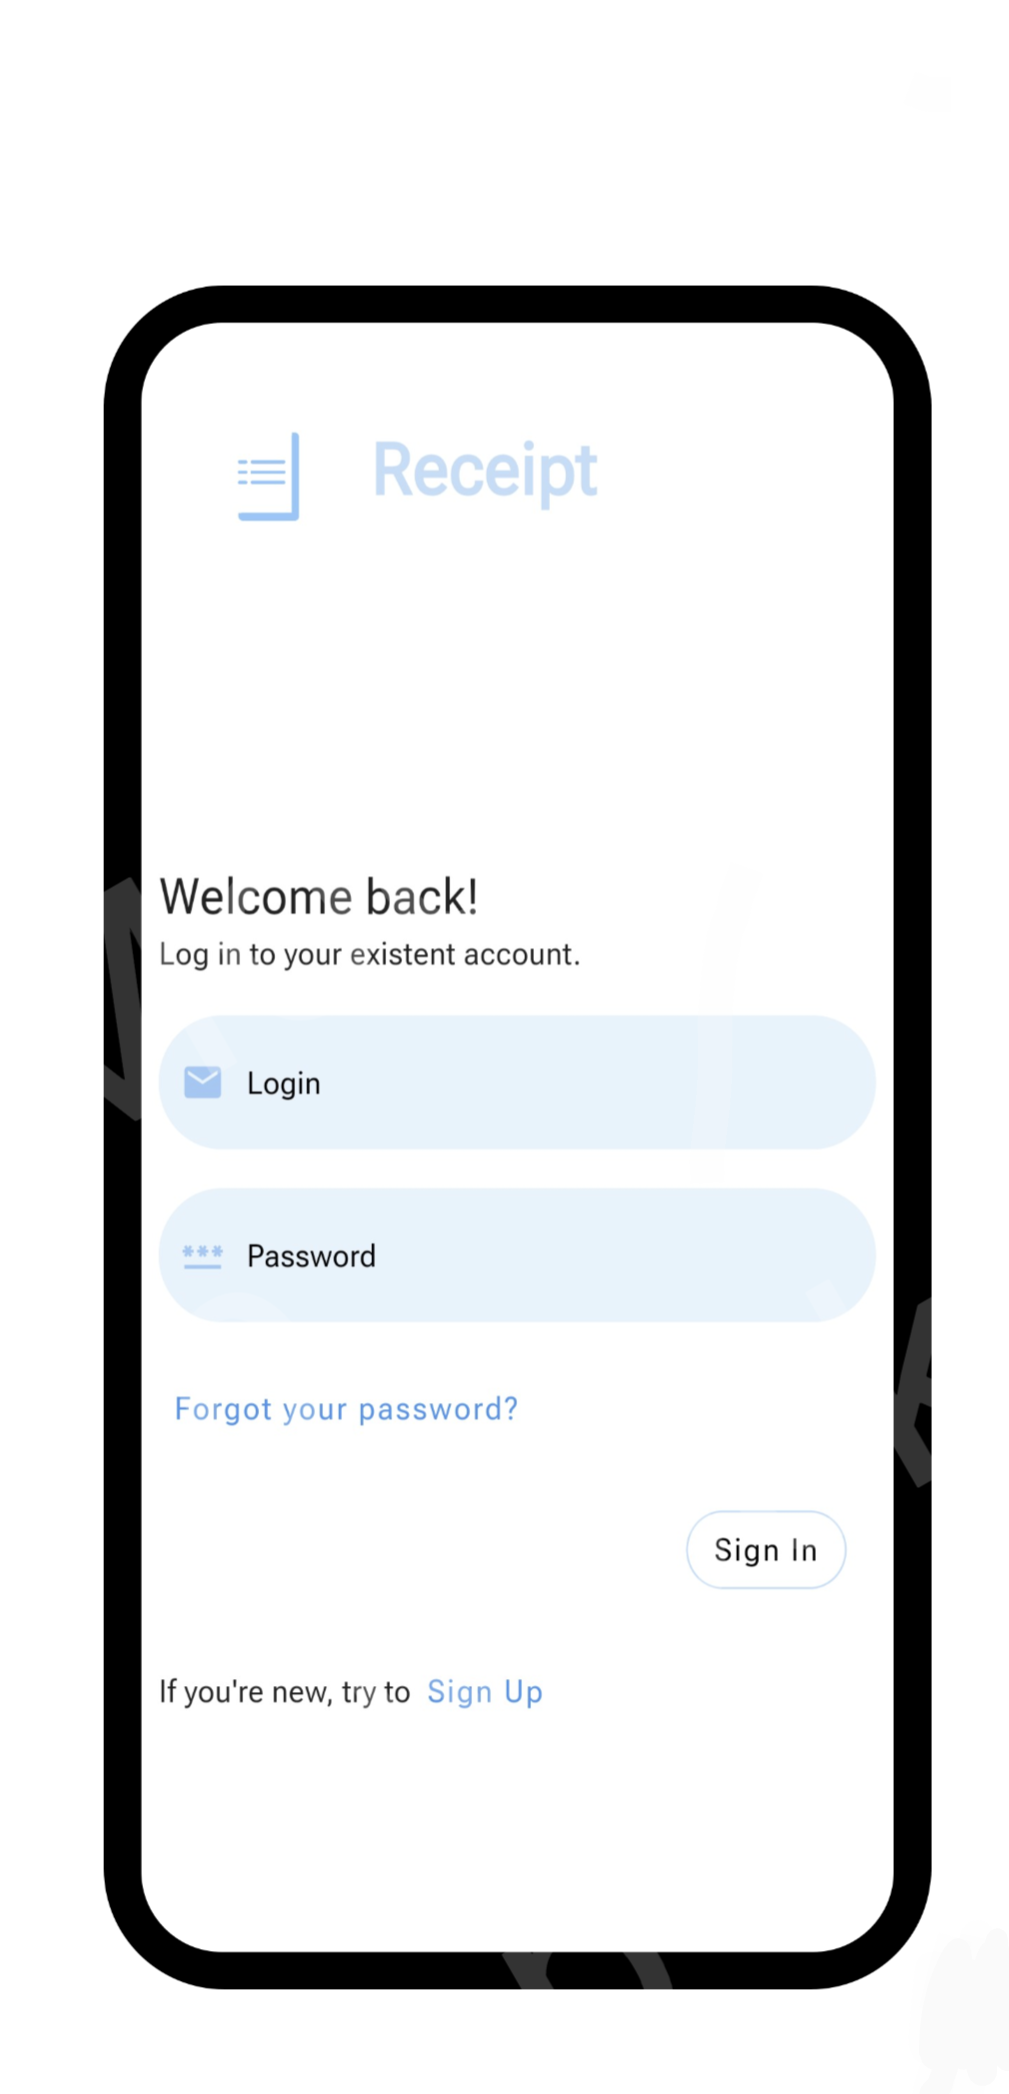 Receipt
Welcome back!
Log in to your existent account.
Login
Password
Forgot your password?
Sign In
If you're new, try to Sign Up